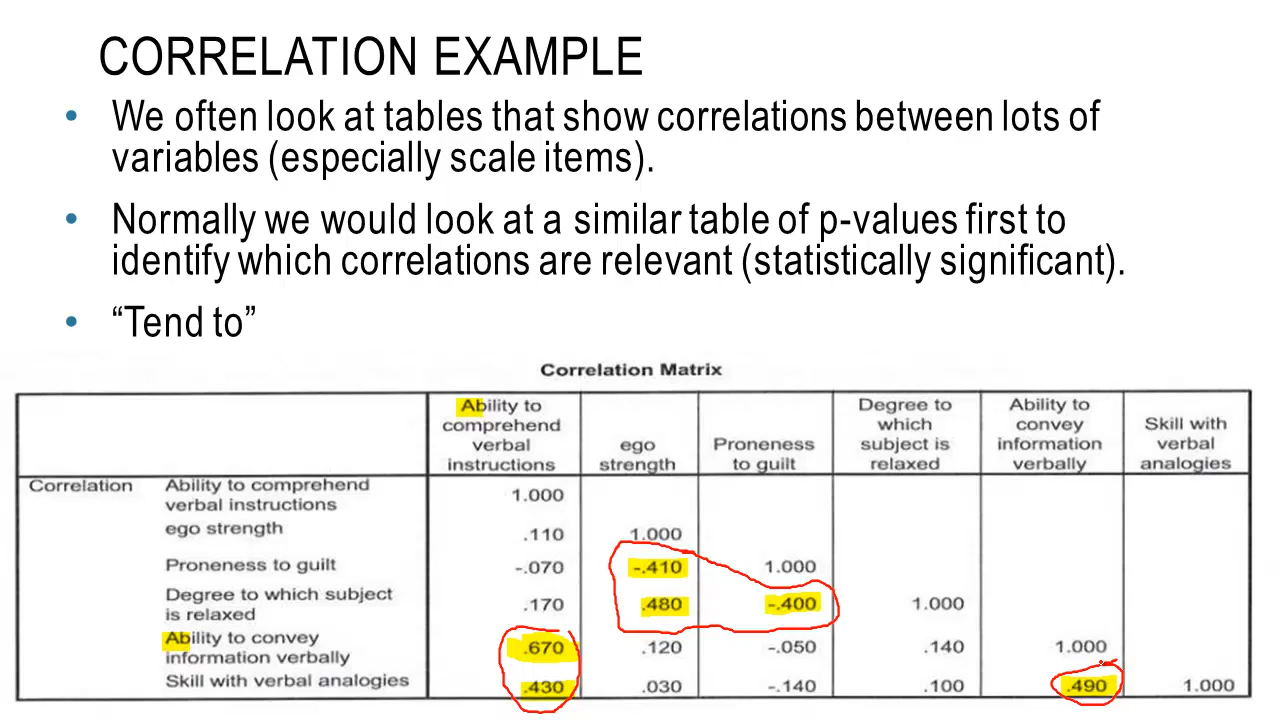 CORRELATION EXAMPLE
• We often look at tables that show correlations between lots of
variables (especially scale items).
• Normally we would look at a similar table of p-values first to
identify which correlations are relevant (statistically significant).
• “Tend to”
Correlation Matrix
Ability to comprehend verbal instructions | ego strength | Proneness to guilt | Degree to which subject is relaxed | Ability to convey information verbally | Skill with verbal analogies
Correlation Ability to comprehend verbal instructions 1.000
ego strength .110 1.000
Proneness to guilt -.070 -.410 1.000
Degree to which subject is relaxed .170 .480 -.400 1.000
Ability to convey information verbally .670 .120 -.050 .140 1.000
Skill with verbal analogies .430 .030 -.140 .100 .490 1.000